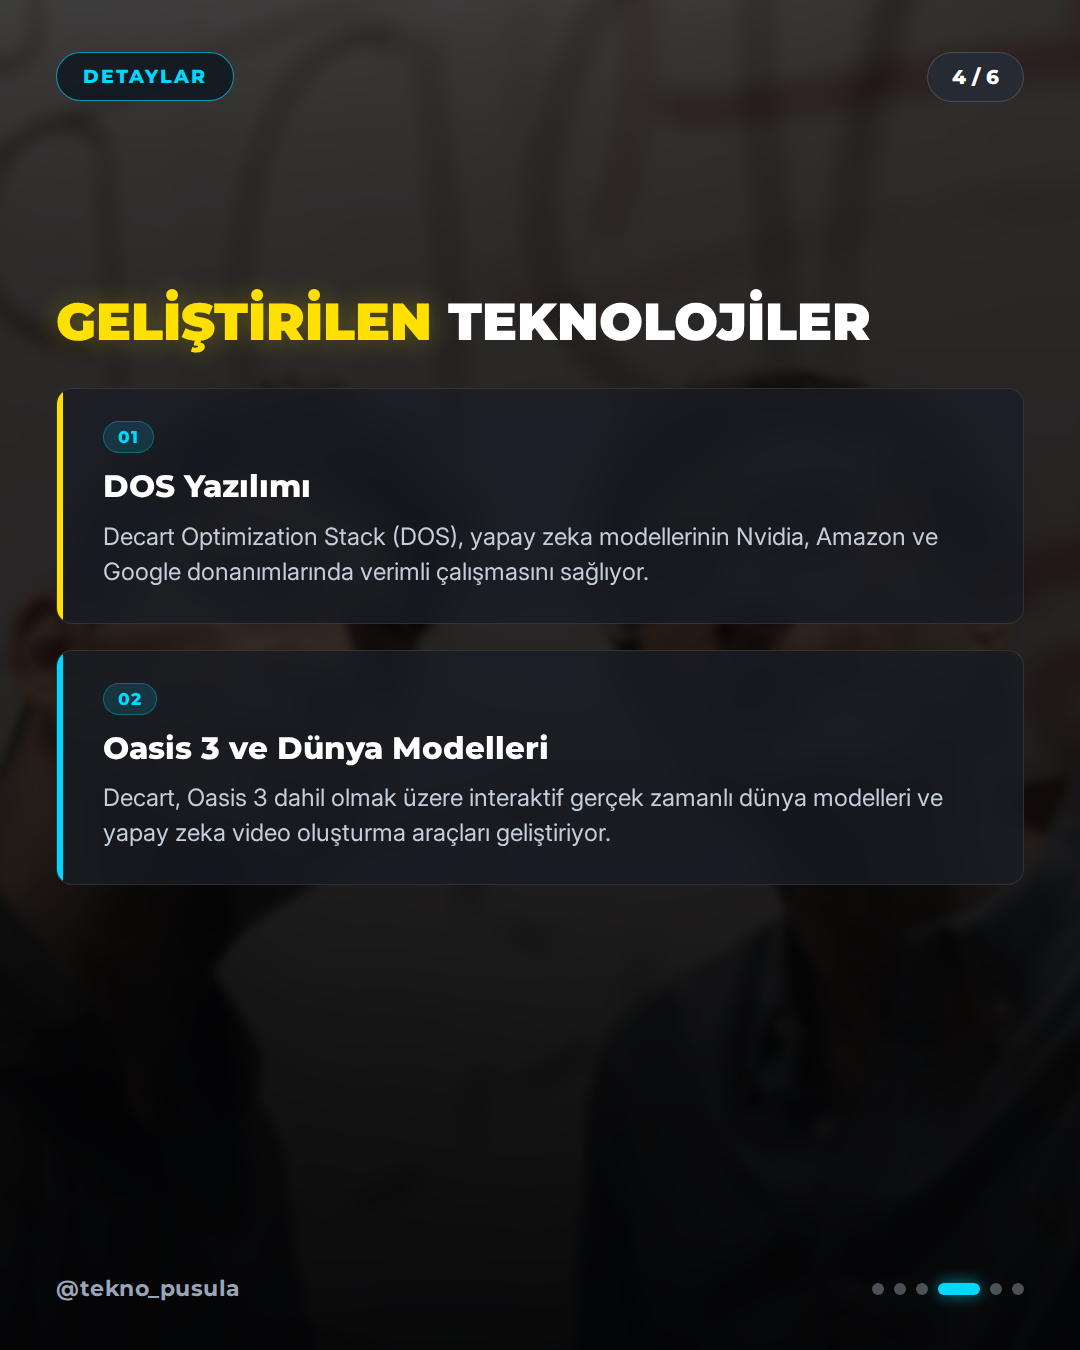 DETAYLAR
4 / 6
GELİŞTİRİLEN TEKNOLOJİLER
01
DOS Yazılımı
Decart Optimization Stack (DOS), yapay zeka modellerinin Nvidia, Amazon ve
Google donanımlarında verimli çalışmasını sağlıyor.
02
Oasis 3 ve Dünya Modelleri
Decart, Oasis 3 dahil olmak üzere interaktif gerçek zamanlı dünya modelleri ve
yapay zeka video oluşturma araçları geliştiriyor.
@tekno_pusula